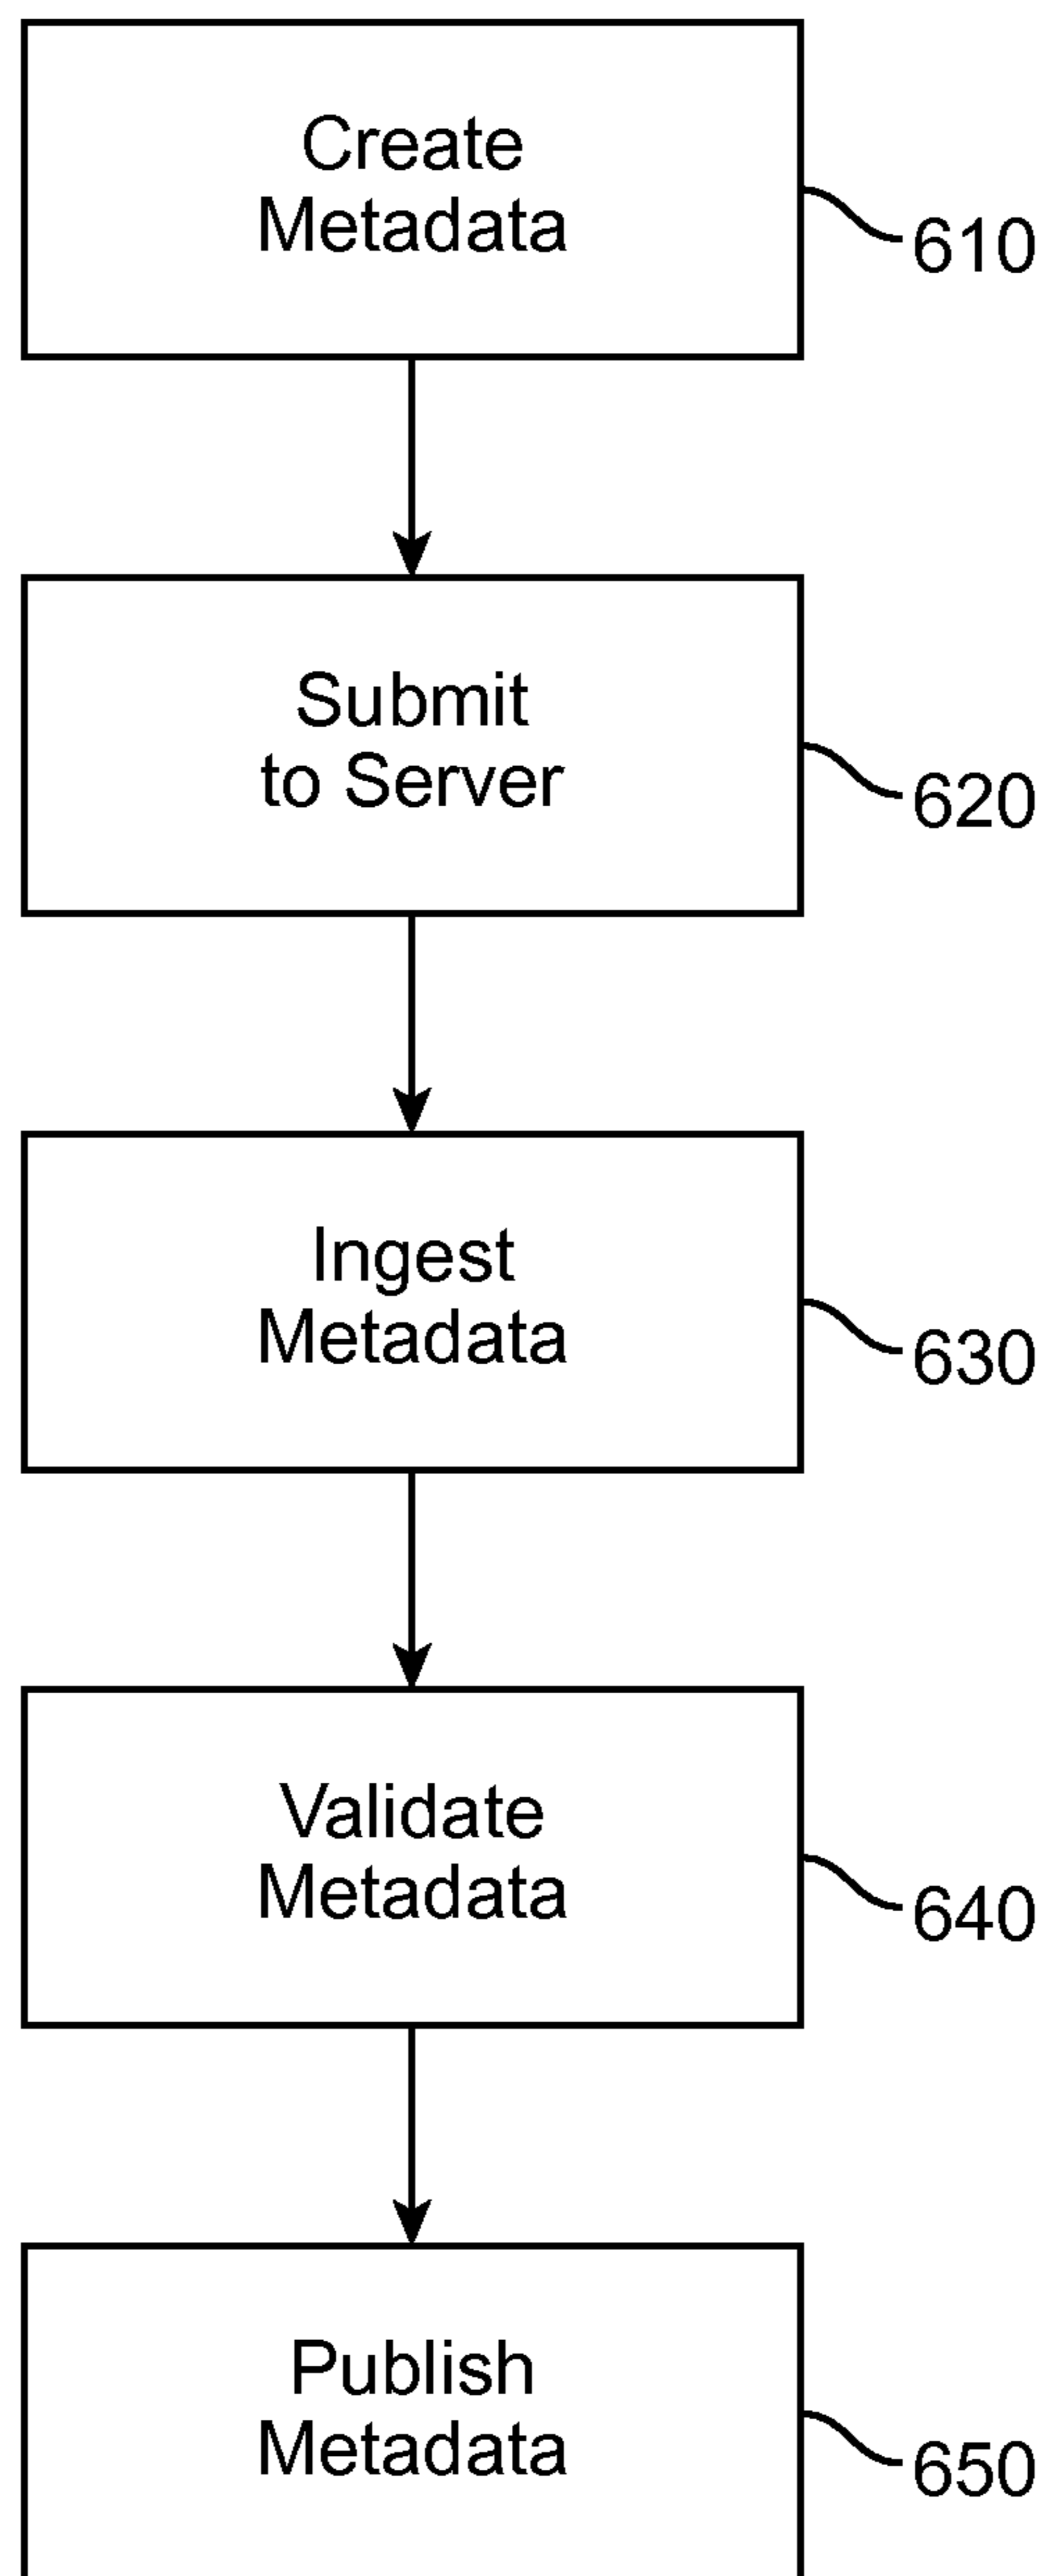 Create
Metadata
610
Submit
to Server
620
Ingest
Metadata
630
Validate
Metadata
640
Publish
Metadata
650